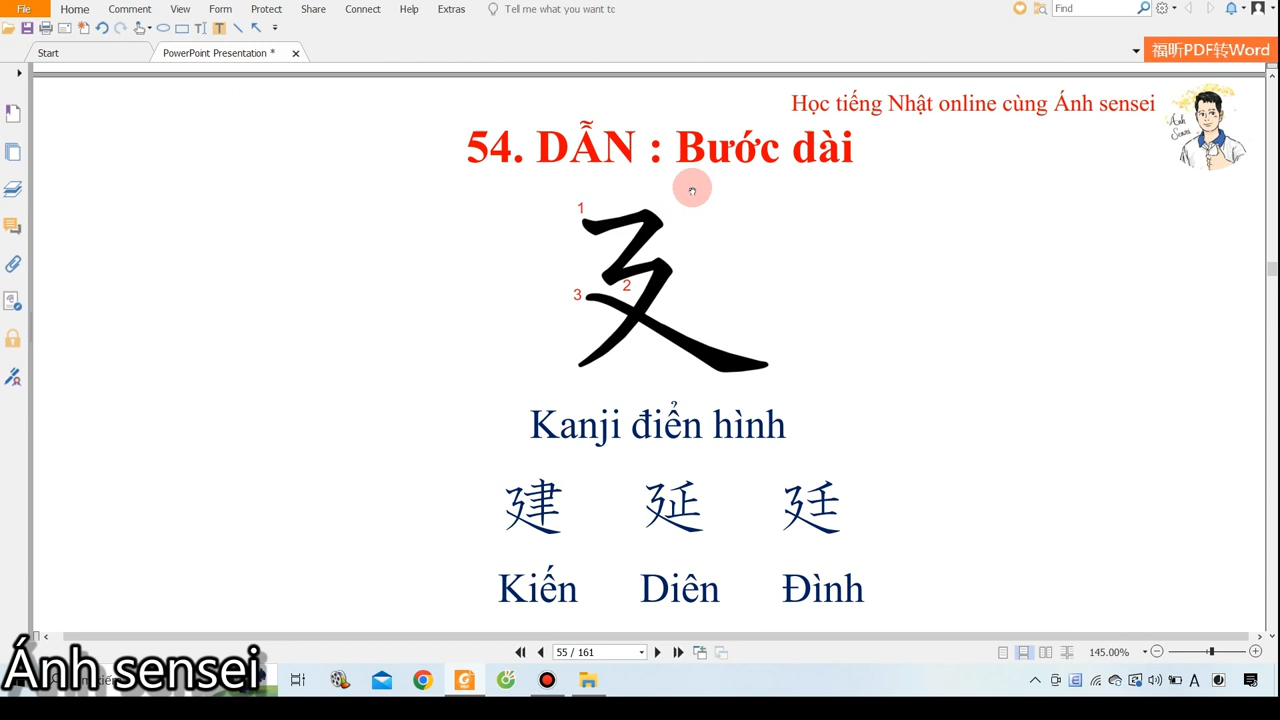 File Home Comment View Form Protect Share Connect Help Extras Tell me what you want to Find
Start PowerPoint Presentation * 福昕PDF转Word
Học tiếng Nhật online cùng Ánh sensei
Ánh Sensei
54. DẪN : Bước dài
廴
1
2
3
Kanji điển hình
建 延 廷
Kiến Diên Đình
55 / 161
145.00%
Ánh sensei